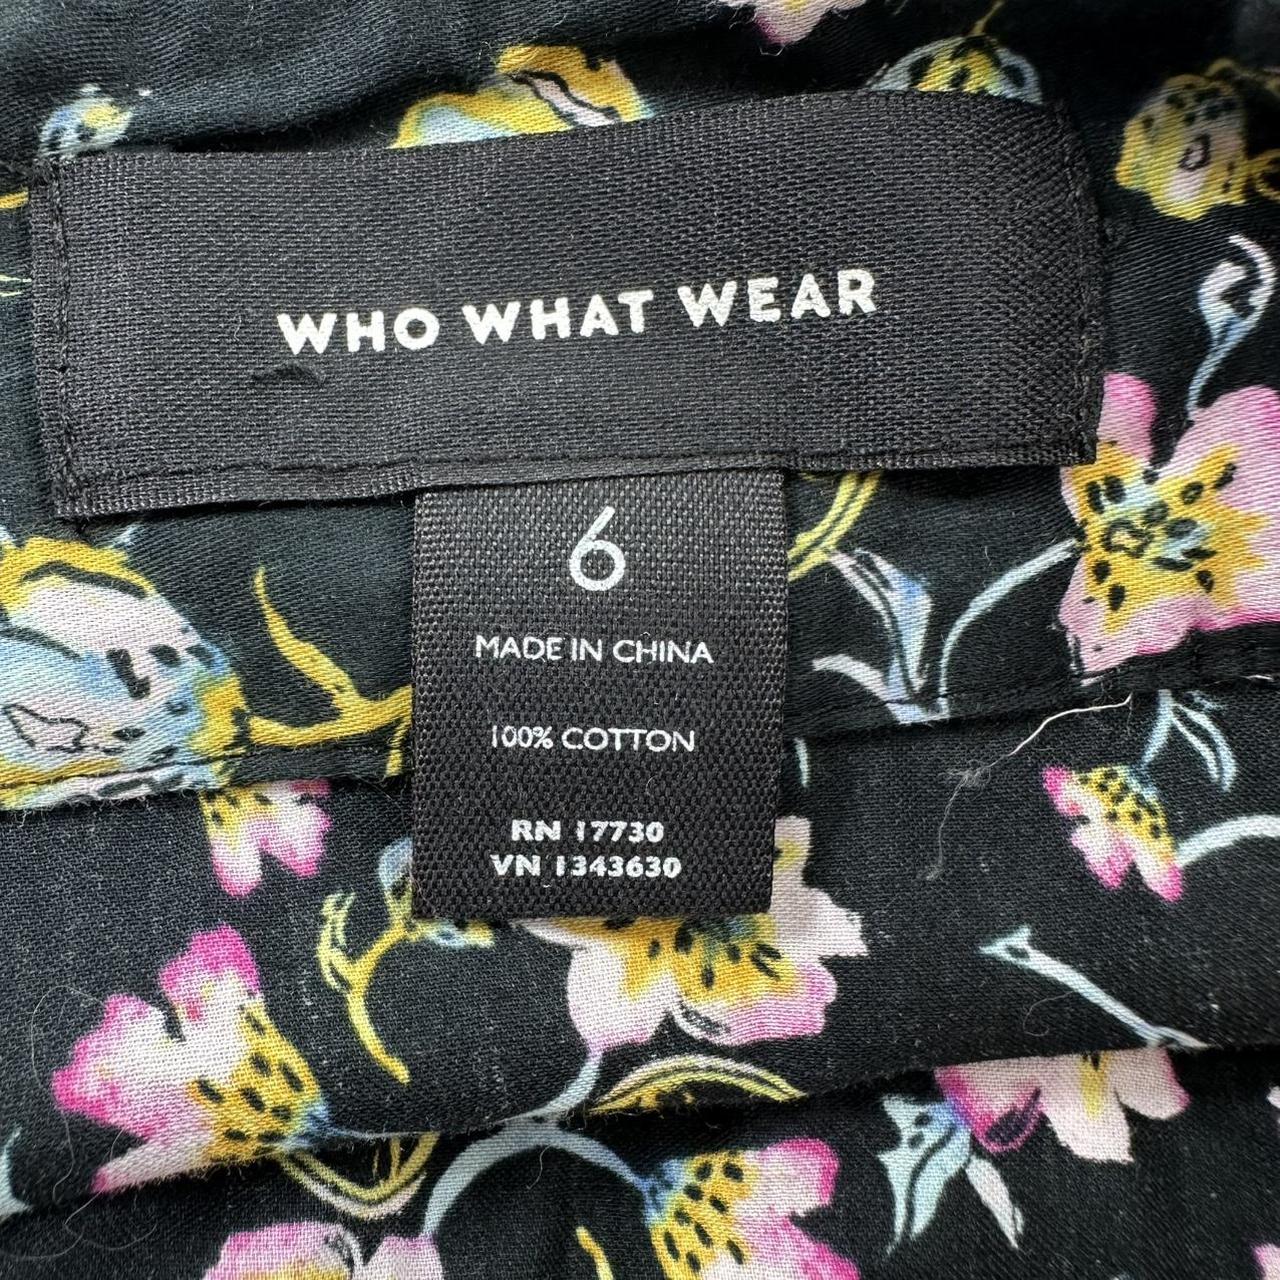 WHO WHAT WEAR
6
MADE IN CHINA
100% COTTON
RN 17730
VN 1343630